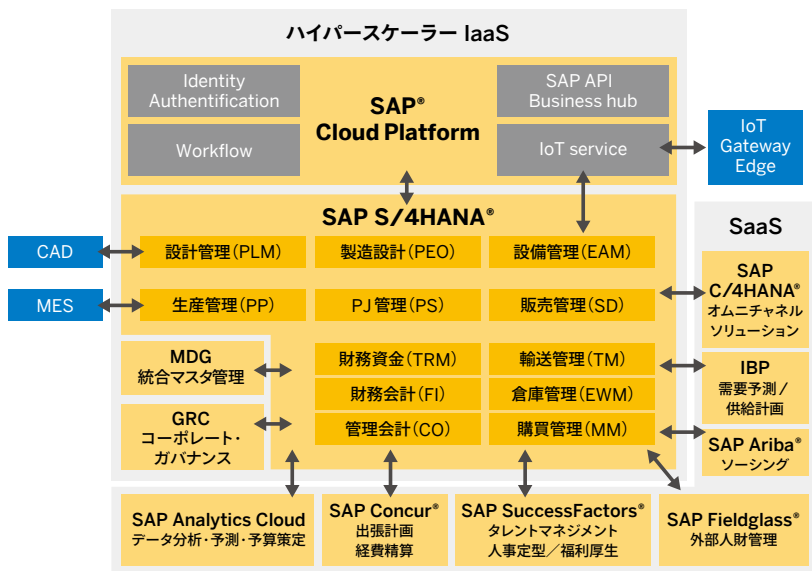 ハイパースケーラー IaaS
Identity
Authentification
SAP®
Cloud Platform
SAP API
Business hub
Workflow
IoT service
IoT
Gateway
Edge
SAP S/4HANA®
CAD
設計管理(PLM)
製造設計(PEO)
設備管理(EAM)
MES
生産管理(PP)
PJ管理(PS)
販売管理(SD)
SaaS
SAP
C/4HANA®
オムニチャネル
ソリューション
MDG
統合マスタ管理
財務資金(TRM)
輸送管理(TM)
IBP
需要予測/
供給計画
財務会計(FI)
倉庫管理(EWM)
GRC
コーポレート・
ガバナンス
管理会計(CO)
購買管理(MM)
SAP Ariba®
ソーシング
SAP Analytics Cloud
データ分析・予測・予算策定
SAP Concur®
出張計画
経費精算
SAP SuccessFactors®
タレントマネジメント
人事定型／福利厚生
SAP Fieldglass®
外部人財管理